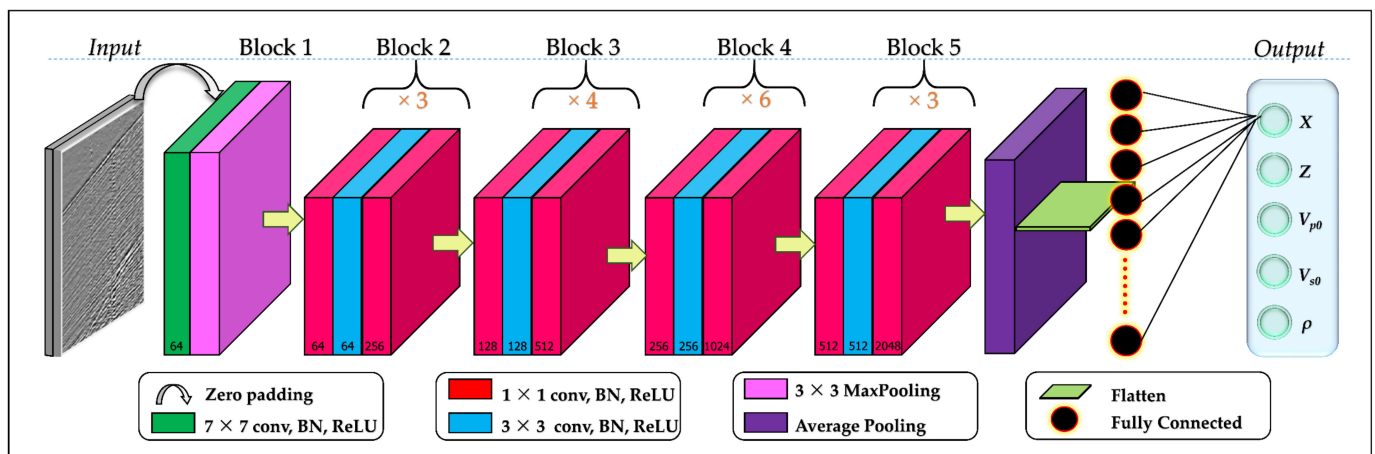 Input Block 1 Block 2 Block 3 Block 4 Block 5 Output
× 3 × 4 × 6 × 3
X
Z
Vp0
Vs0
ρ
64 64 64 256 128 128 512 256 256 1024 512 512 2048
Zero padding
7 × 7 conv, BN, ReLU
1 × 1 conv, BN, ReLU
3 × 3 conv, BN, ReLU
3 × 3 MaxPooling
Average Pooling
Flatten
Fully Connected